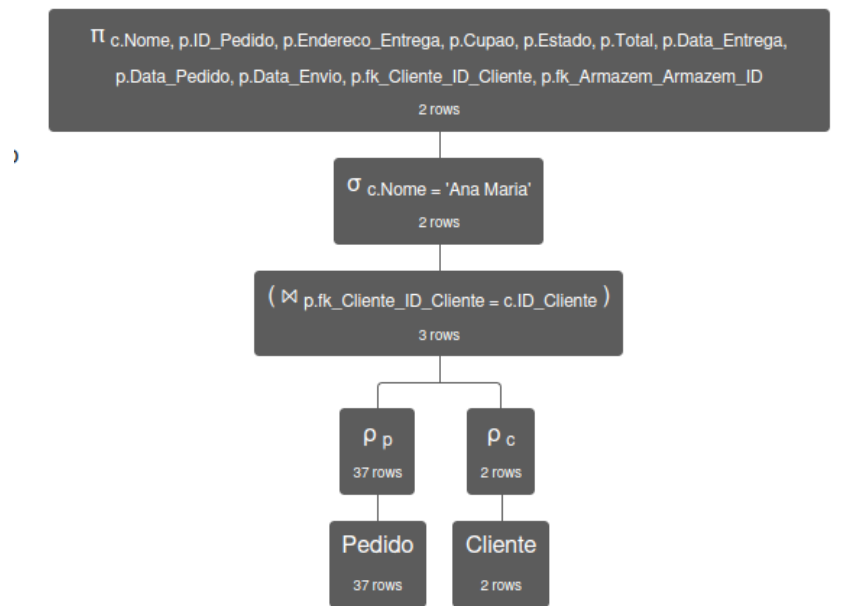 π c.Nome, p.ID_Pedido, p.Endereco_Entrega, p.Cupao, p.Estado, p.Total, p.Data_Entrega,
p.Data_Pedido, p.Data_Envio, p.fk_Cliente_ID_Cliente, p.fk_Armazem_Armazem_ID
2 rows
σ c.Nome = 'Ana Maria'
2 rows
( ⋈ p.fk_Cliente_ID_Cliente = c.ID_Cliente )
3 rows
ρ p
37 rows
ρ c
2 rows
Pedido
37 rows
Cliente
2 rows